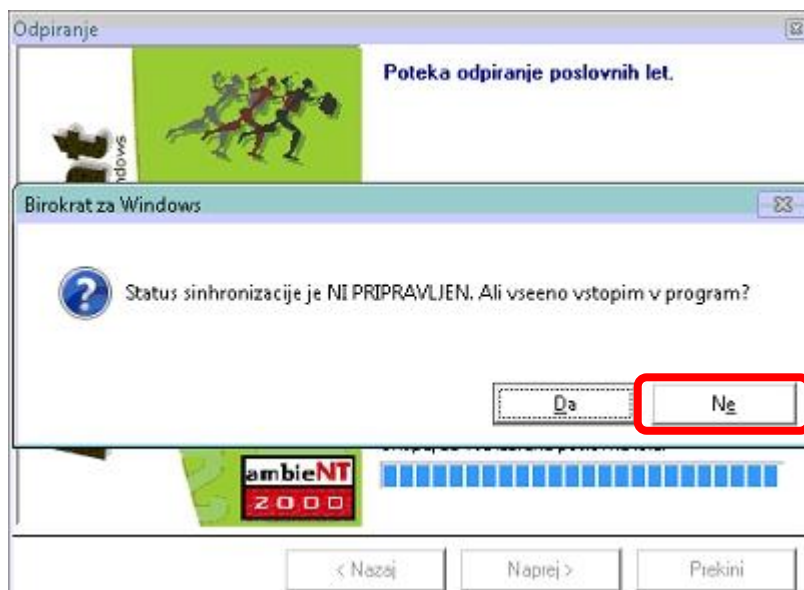 Odpiranje
Poteka odpiranje poslovnih let.
Birokrat za Windows
Status sinhronizacije je NI PRIPRAVLJEN. Ali vseeno vstopim v program?
Da
Ne
ambieNT
2000
< Nazaj
Naprej >
Prekini